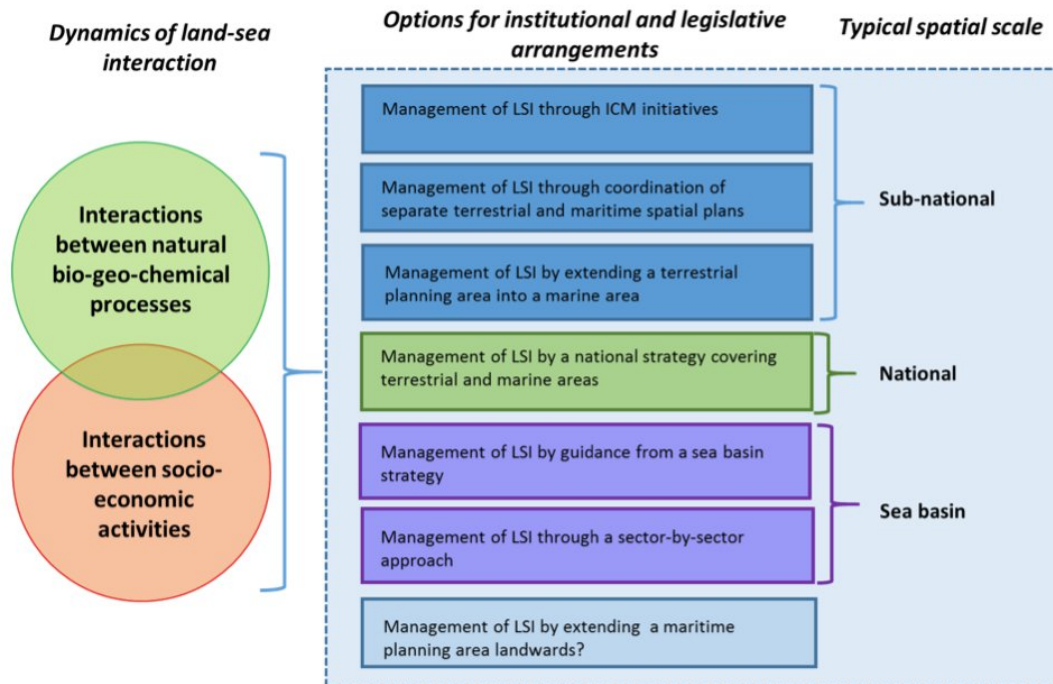 Dynamics of land-sea
interaction
Options for institutional and legislative
arrangements
Typical spatial scale
Interactions
between natural
bio-geo-chemical
processes
Interactions
between socio-
economic
activities
Management of LSI through ICM initiatives
Management of LSI through coordination of
separate terrestrial and maritime spatial plans
Management of LSI by extending a terrestrial
planning area into a marine area
Sub-national
Management of LSI by a national strategy covering
terrestrial and marine areas
National
Management of LSI by guidance from a sea basin
strategy
Management of LSI through a sector-by-sector
approach
Sea basin
Management of LSI by extending a maritime
planning area landwards?